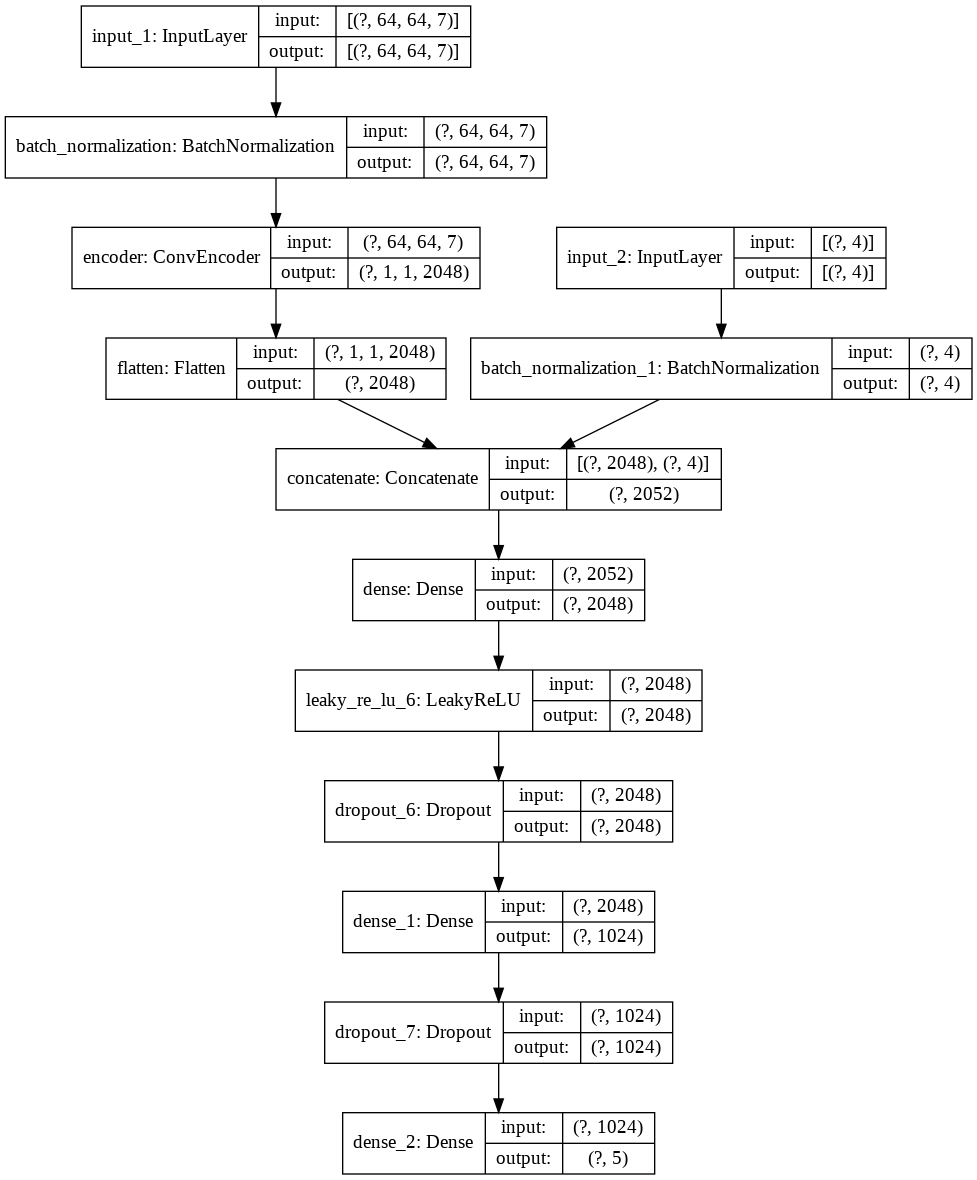 input_1: InputLayer
input: [(?, 64, 64, 7)]
output: [(?, 64, 64, 7)]
batch_normalization: BatchNormalization
input: (?, 64, 64, 7)
output: (?, 64, 64, 7)
encoder: ConvEncoder
input: (?, 64, 64, 7)
output: (?, 1, 1, 2048)
input_2: InputLayer
input: [(?, 4)]
output: [(?, 4)]
flatten: Flatten
input: (?, 1, 1, 2048)
output: (?, 2048)
batch_normalization_1: BatchNormalization
input: (?, 4)
output: (?, 4)
concatenate: Concatenate
input: [(?, 2048), (?, 4)]
output: (?, 2052)
dense: Dense
input: (?, 2052)
output: (?, 2048)
leaky_re_lu_6: LeakyReLU
input: (?, 2048)
output: (?, 2048)
dropout_6: Dropout
input: (?, 2048)
output: (?, 2048)
dense_1: Dense
input: (?, 2048)
output: (?, 1024)
dropout_7: Dropout
input: (?, 1024)
output: (?, 1024)
dense_2: Dense
input: (?, 1024)
output: (?, 5)